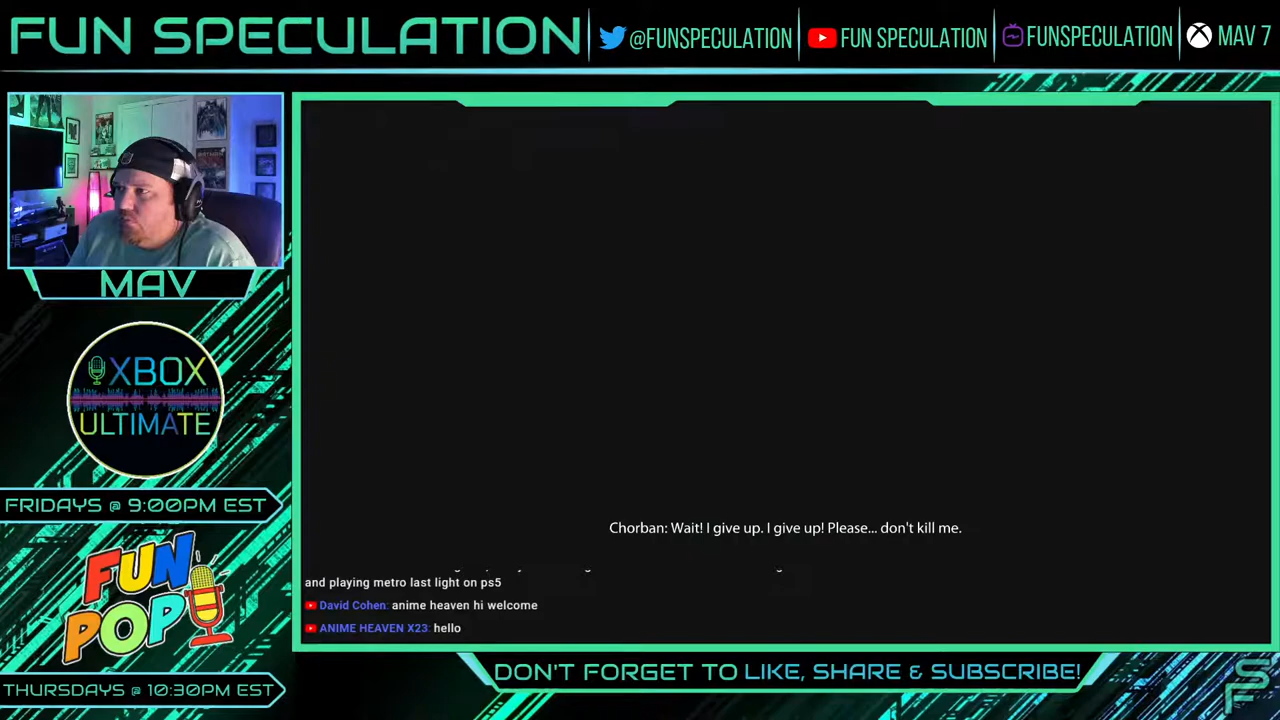 FUN SPECULATION
@FUNSPECULATION
FUN SPECULATION
FUNSPECULATION
MAV 7
MAV
XBOX
ULTIMATE
FRIDAYS @ 9:00PM EST
FUN
POP
THURSDAYS @ 10:30PM EST
Chorban: Wait! I give up. I give up! Please... don't kill me.
and playing metro last light on ps5
David Cohen: anime heaven hi welcome
ANIME HEAVEN X23: hello
DON'T FORGET TO LIKE, SHARE & SUBSCRIBE!
SF